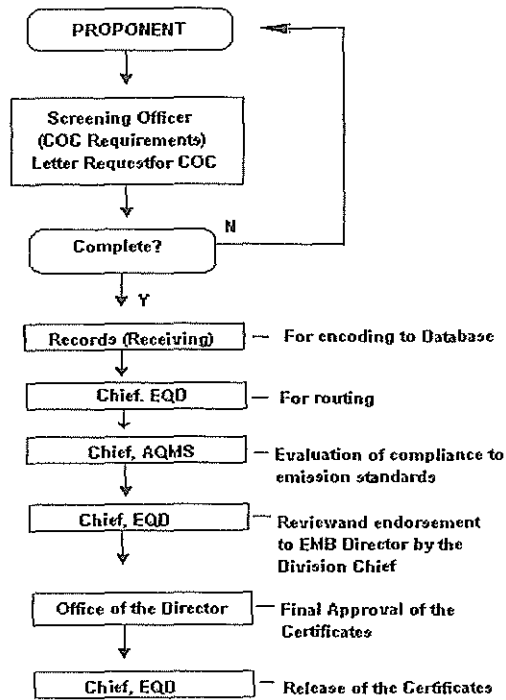 PROPONENT
Screening Officer
(COC Requirements)
Letter Requestfor COC
N
Complete?
Y
Records (Receiving)
For encoding to Database
Chief. EQD
For routing
Chief, AQMS
Evaluation of compliance to
emission standards
Chief, EQD
Reviewand endorsement
to EMB Director by the
Division Chief
Office of the Director
Final Approval of the
Certificates
Chief, EQD
Release of the Certificates